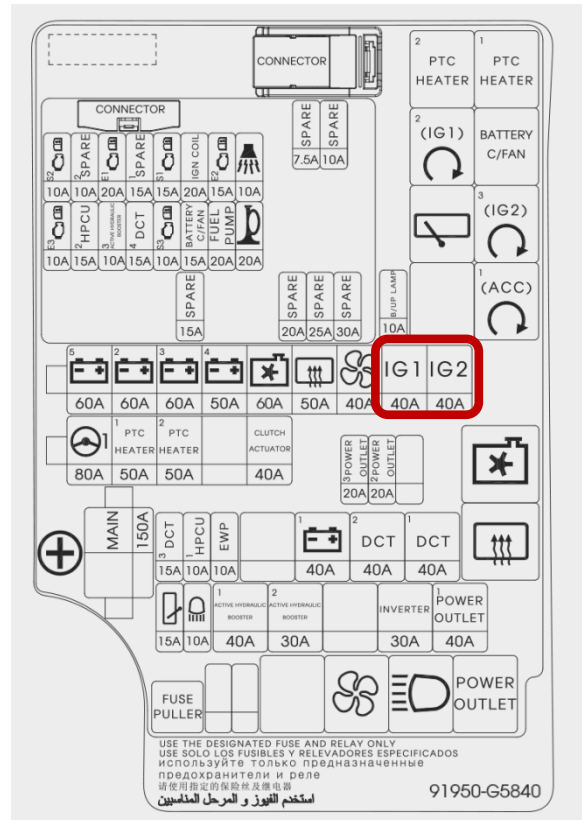 CONNECTOR
2 PTC HEATER
1 PTC HEATER
CONNECTOR
SPARE 7.5A
SPARE 10A
2 (IG1)
BATTERY C/FAN
S2 10A
2 SPARE 10A
E1 20A
1 SPARE 15A
S1 15A
IGN COIL 20A
E2 15A
10A
3 (IG2)
E3 10A
2 HPCU 15A
3 ACTIVE HYDRAULIC BOOSTER 10A
4 DCT 15A
S3 10A
BATTERY C/FAN 15A
FUEL PUMP 20A
20A
1 (ACC)
SPARE 15A
SPARE 20A
SPARE 25A
SPARE 30A
B/UP LAMP 10A
5 60A
2 60A
3 60A
4 50A
60A
50A
40A
IG1 40A
IG2 40A
1 80A
1 PTC HEATER 50A
2 PTC HEATER 50A
CLUTCH ACTUATOR 40A
3 POWER OUTLET 20A
2 POWER OUTLET 20A
MAIN 150A
3 DCT 15A
1 HPCU 10A
EWP 10A
1 40A
2 DCT 40A
1 DCT 40A
15A
10A
1 ACTIVE HYDRAULIC BOOSTER 40A
2 ACTIVE HYDRAULIC BOOSTER 30A
INVERTER 30A
1 POWER OUTLET 40A
FUSE PULLER
POWER OUTLET
USE THE DESIGNATED FUSE AND RELAY ONLY
USE SOLO LOS FUSIBLES Y RELEVADORES ESPECIFICADOS
используйте только предназначенные
предохранители и реле
请使用指定的保险丝及继电器
استخدم الفيوز و المرحل المناسبين
91950-G5840